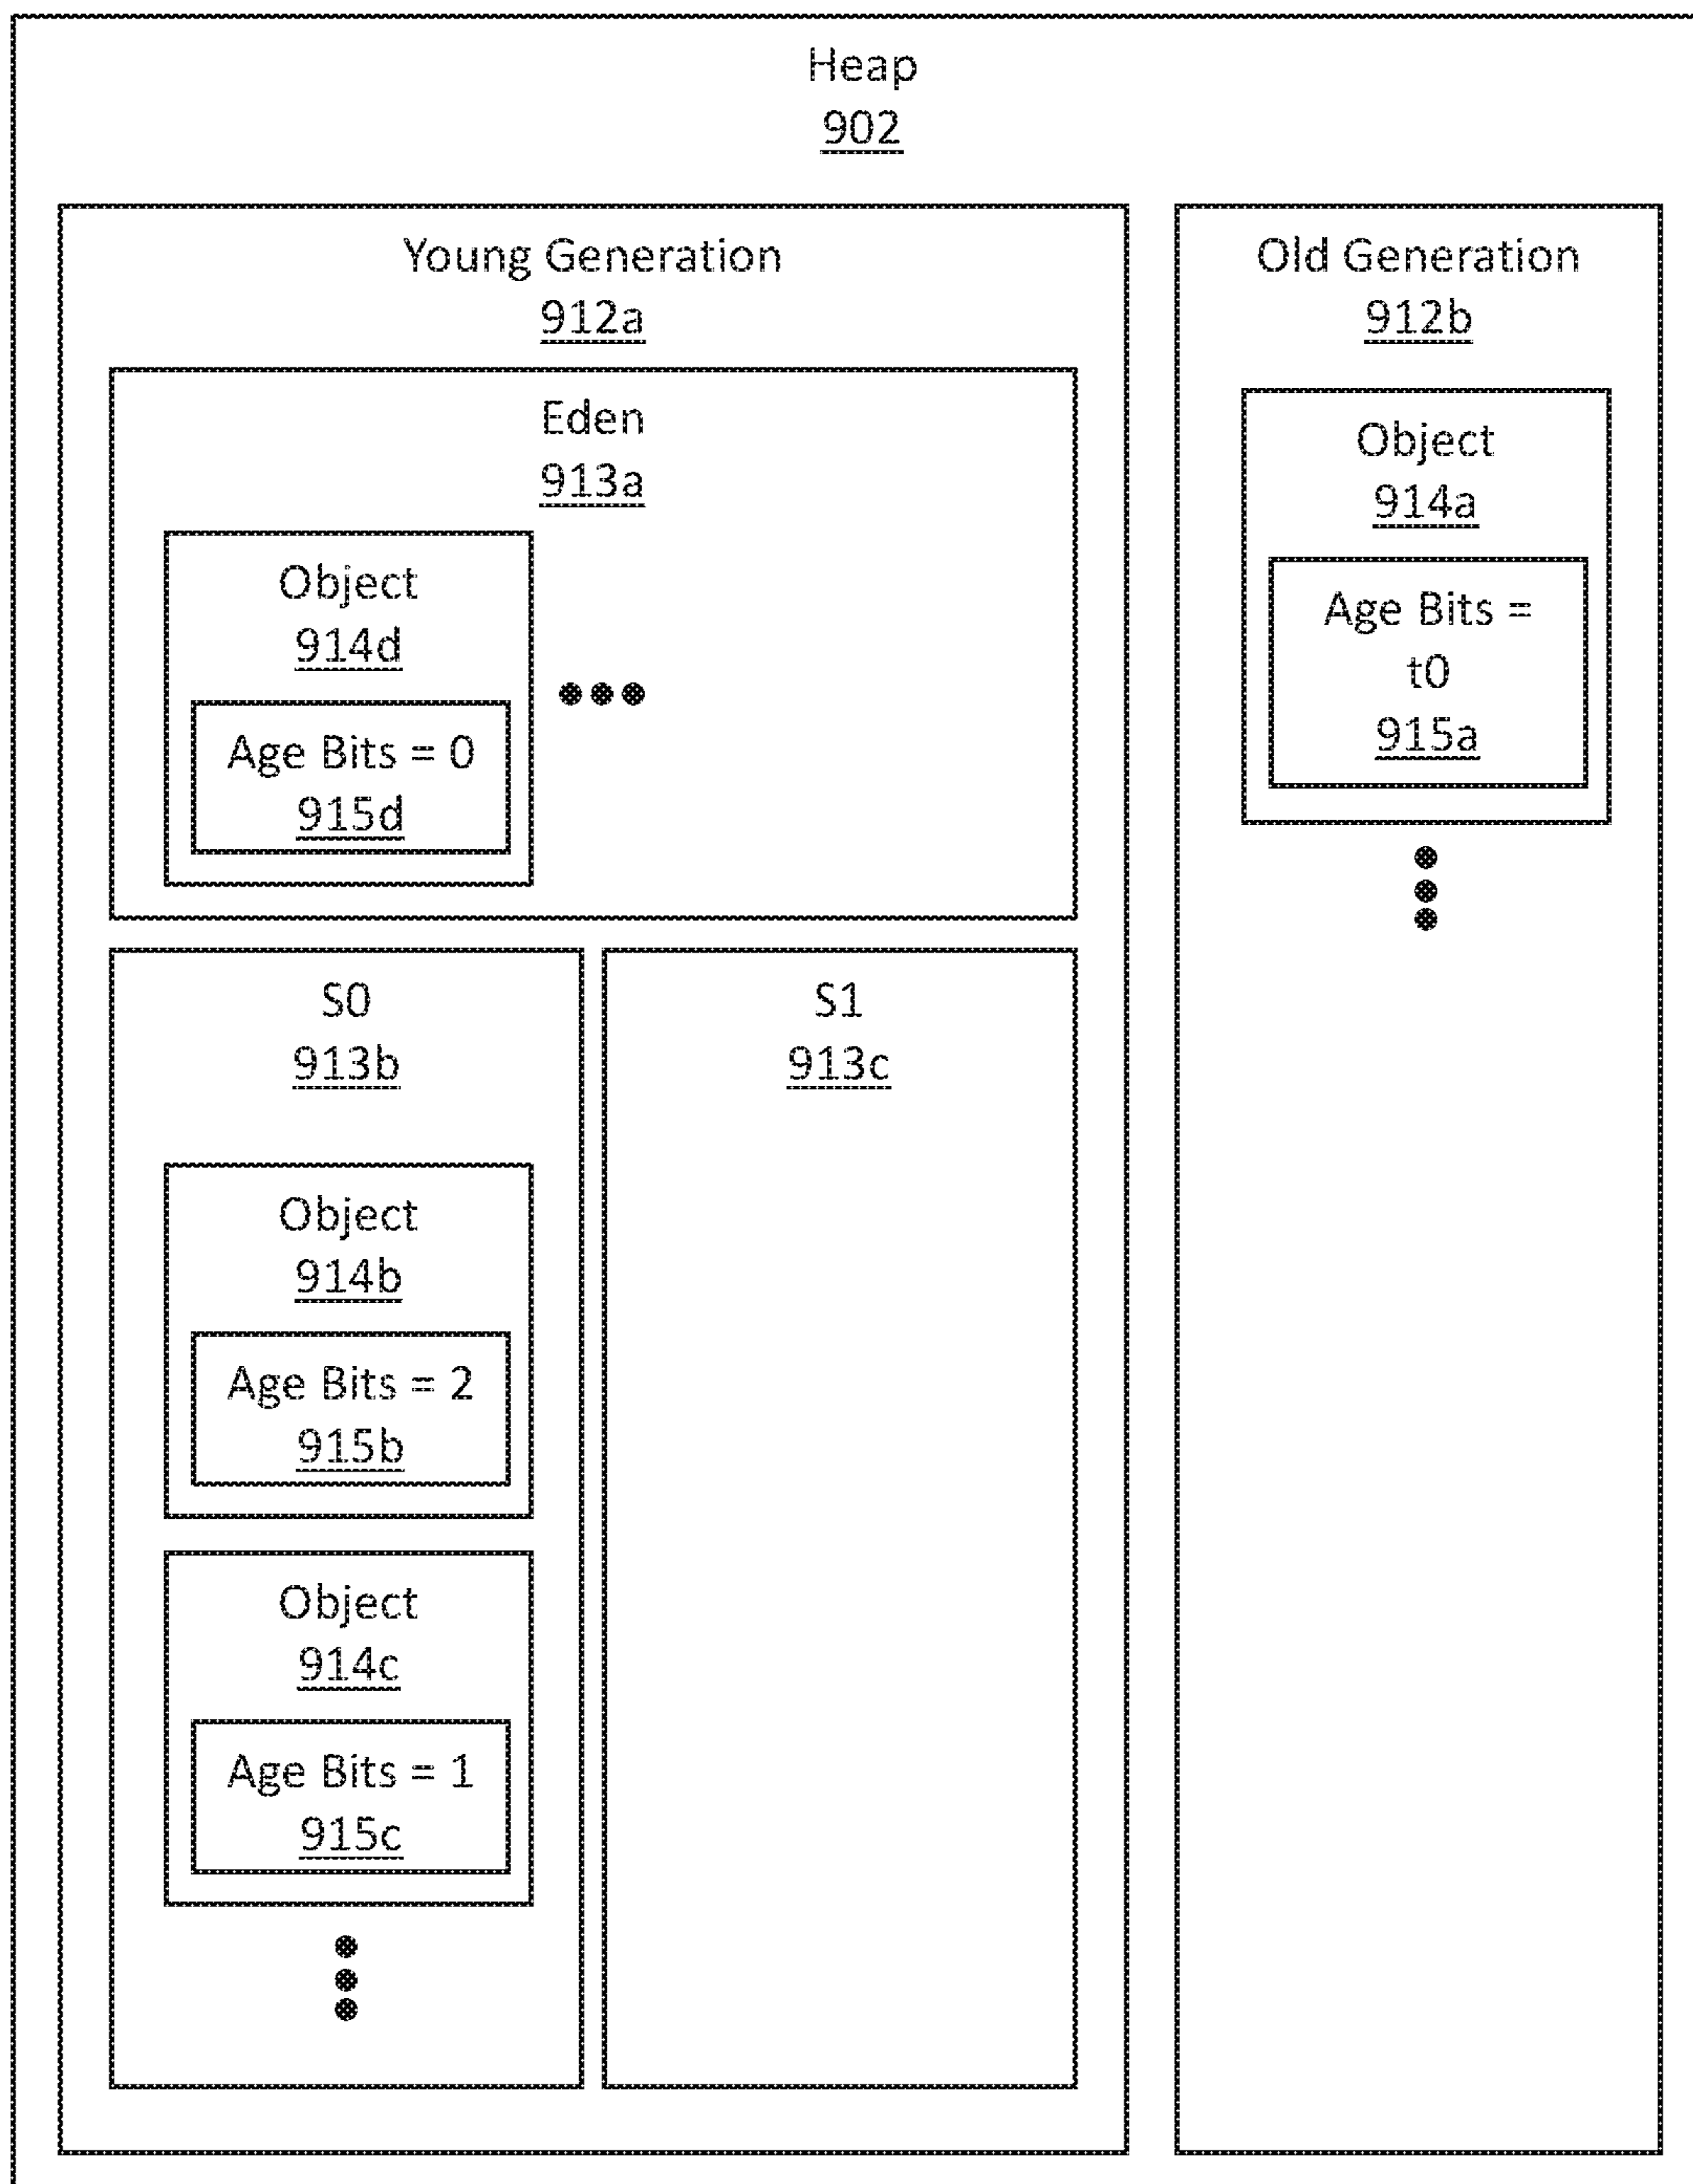 Heap
902
Young Generation
912a
Eden
913a
Object
914d
Age Bits = 0
915d
S0
913b
Object
914b
Age Bits = 2
915b
Object
914c
Age Bits = 1
915c
S1
913c
Old Generation
912b
Object
914a
Age Bits =
t0
915a